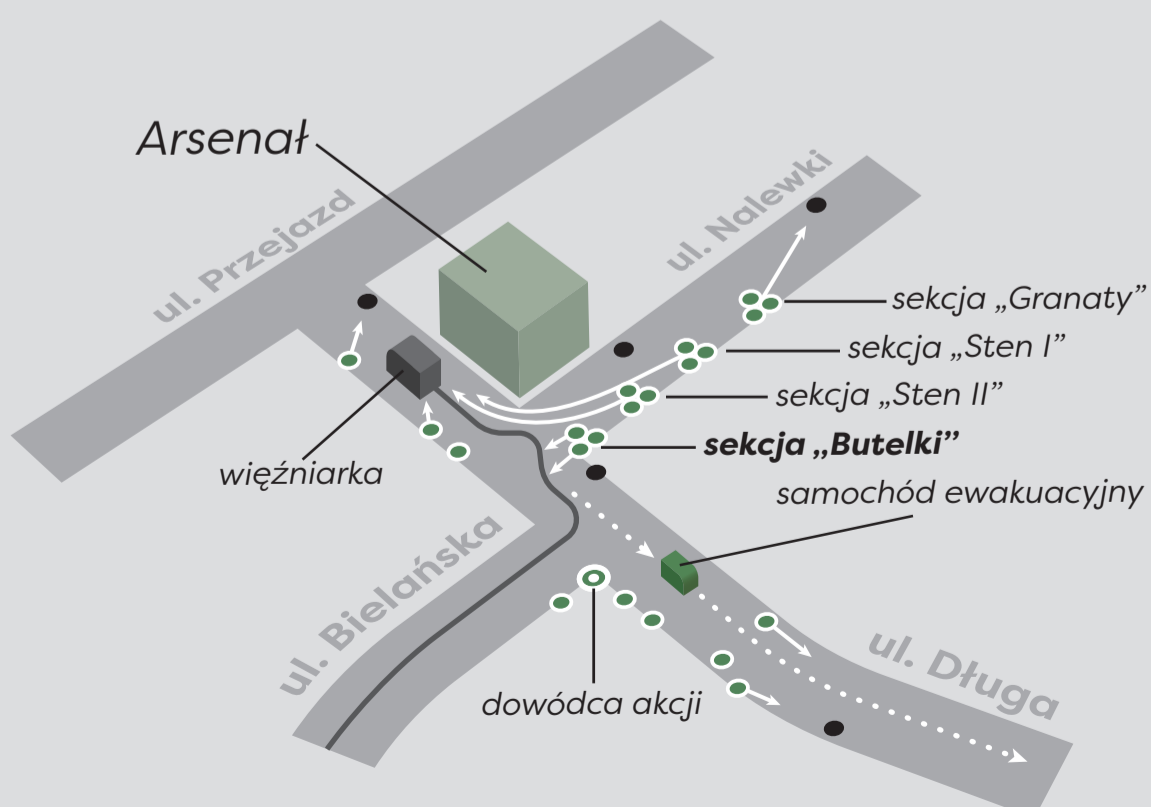 Arsenał
ul. Przejazd
ul. Nalewki
sekcja „Granaty”
sekcja „Sten I”
sekcja „Sten II”
sekcja „Butelki”
więźniarka
samochód ewakuacyjny
ul. Bielańska
ul. Długa
dowódca akcji